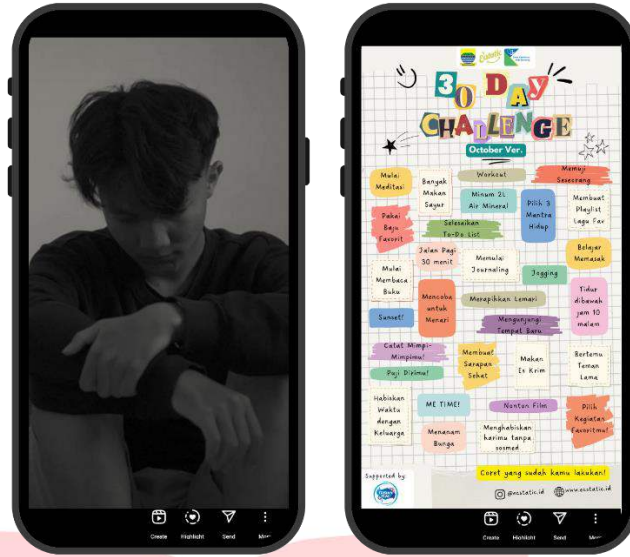 Create Highlight Send
30 DAY
CHALLENGE
October Ver.
Mulai
Meditasi
Banyak
Makan
Sayur
Workout
Memuji
Seseorang
Minum 2L
Air Mineral
Pilih 3
Mantra
Hidup
Membuat
Playlist
Lagu Fav
Pakai
Baju
Favorit
Selesaikan
To-Do List
Jalan Pagi
30 menit
Memulai
Journaling
Belajar
Memasak
Mulai
Membaca
Buku
Jogging
Mencoba
untuk
Menari
Merapihkan Lemari
Tidur
dibawah
jam 10
malam
Sunset!
Mengunjungi
Tempat Baru
Catat Mimpi-
Mimpimu!
Membuat
Sarapan
Sehat
Makan
Es Krim
Bertemu
Teman
Lama
Puji Dirimu!
Habiskan
Waktu
dengan
Keluarga
ME TIME!
Nonton Film
Pilih
Kegiatan
Favoritmu!
Menanam
Bunga
Menghabiskan
harimu tanpa
sosmed
Supported by
Coret yang sudah kamu lakukan!
@ecstatic.id www.ecstatic.id
Create Highlight Send